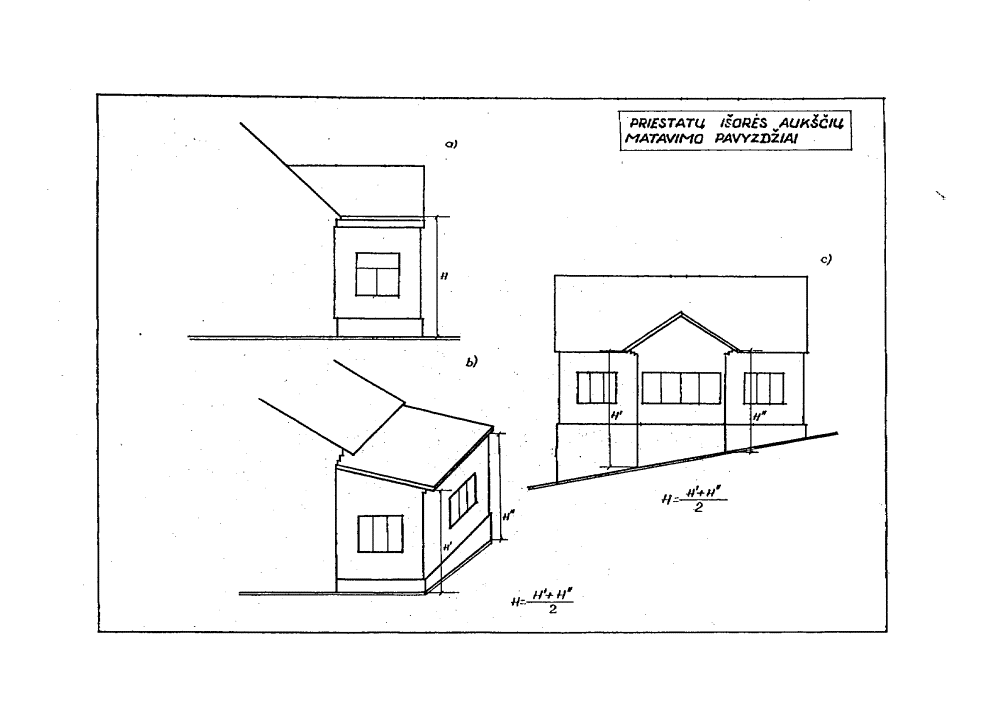 PRIESTATŲ IŠORĖS AUKŠČIŲ
MATAVIMO PAVYZDŽIAI
a)
H
b)
H'
H"
H=H'+H"/2
c)
H'
H"
H=H'+H"/2